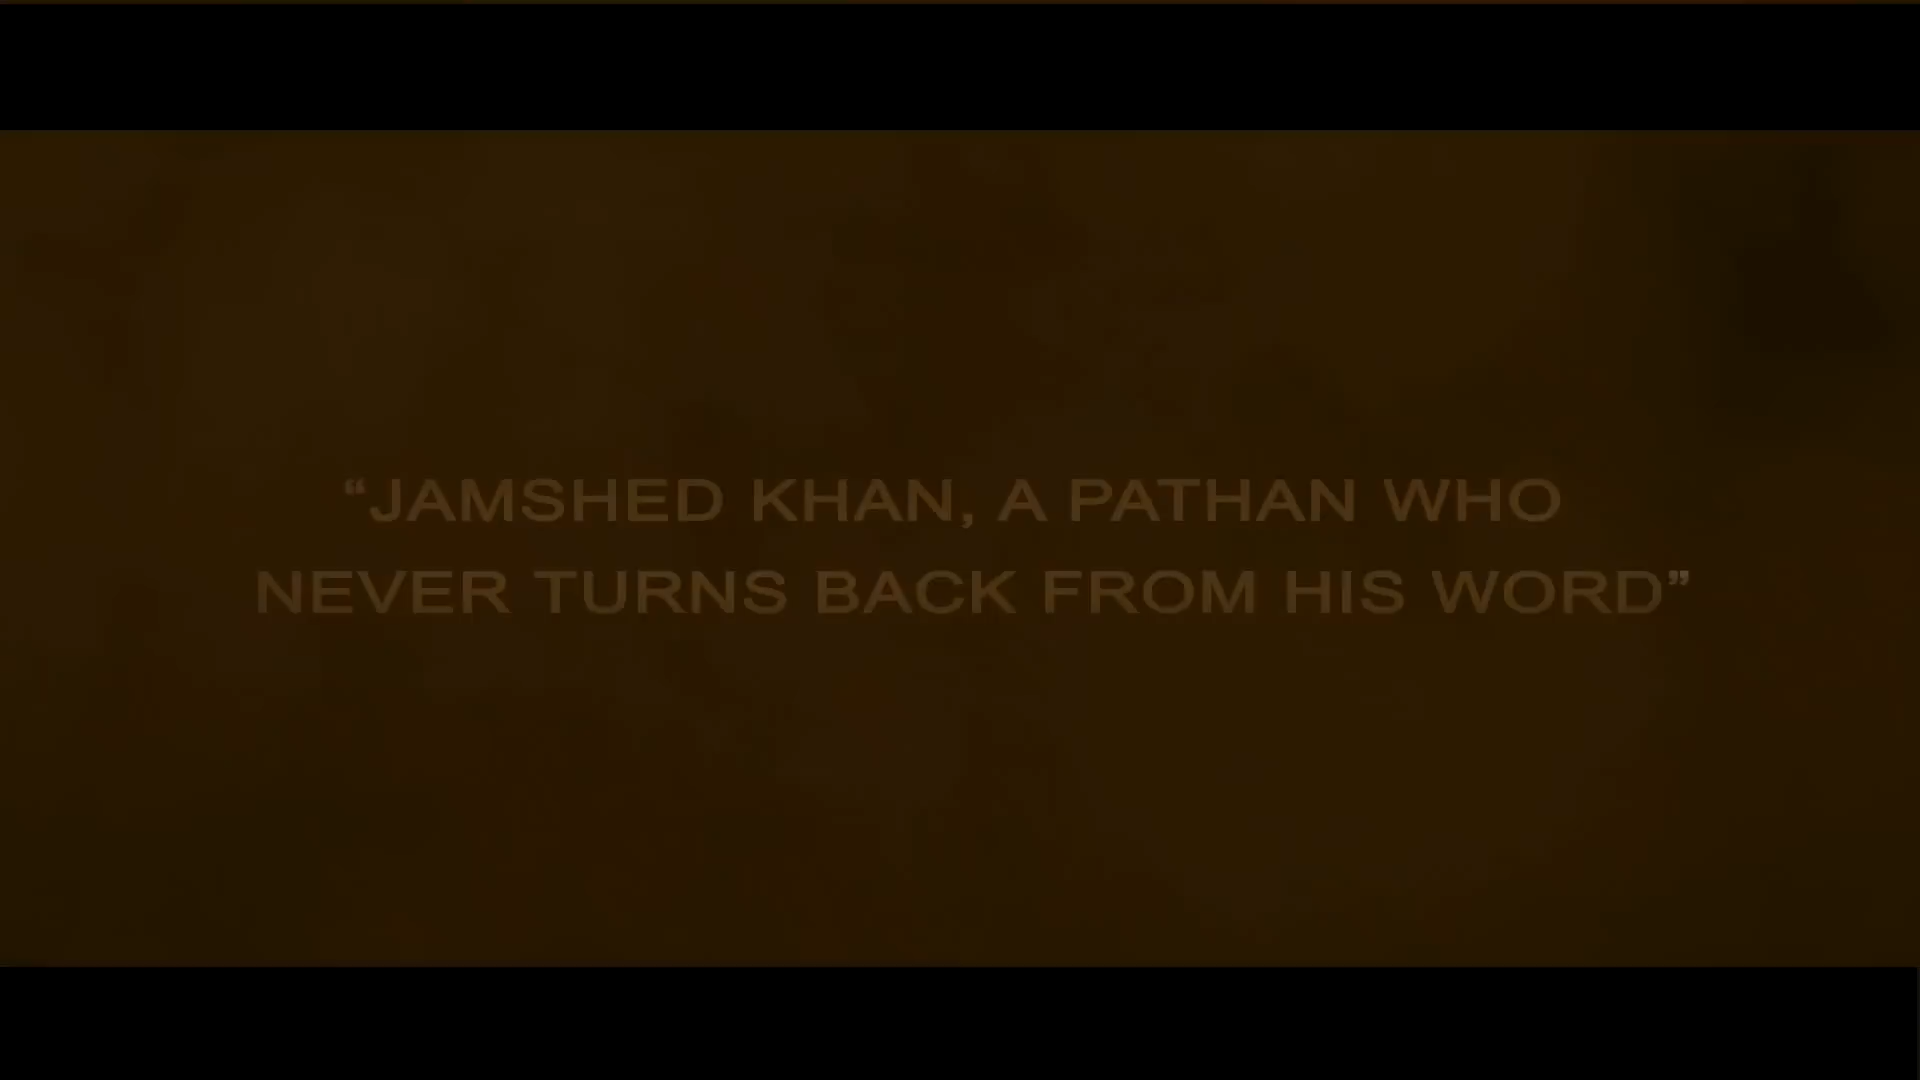 “JAMSHED KHAN, A PATHAN WHO
NEVER TURNS BACK FROM HIS WORD”